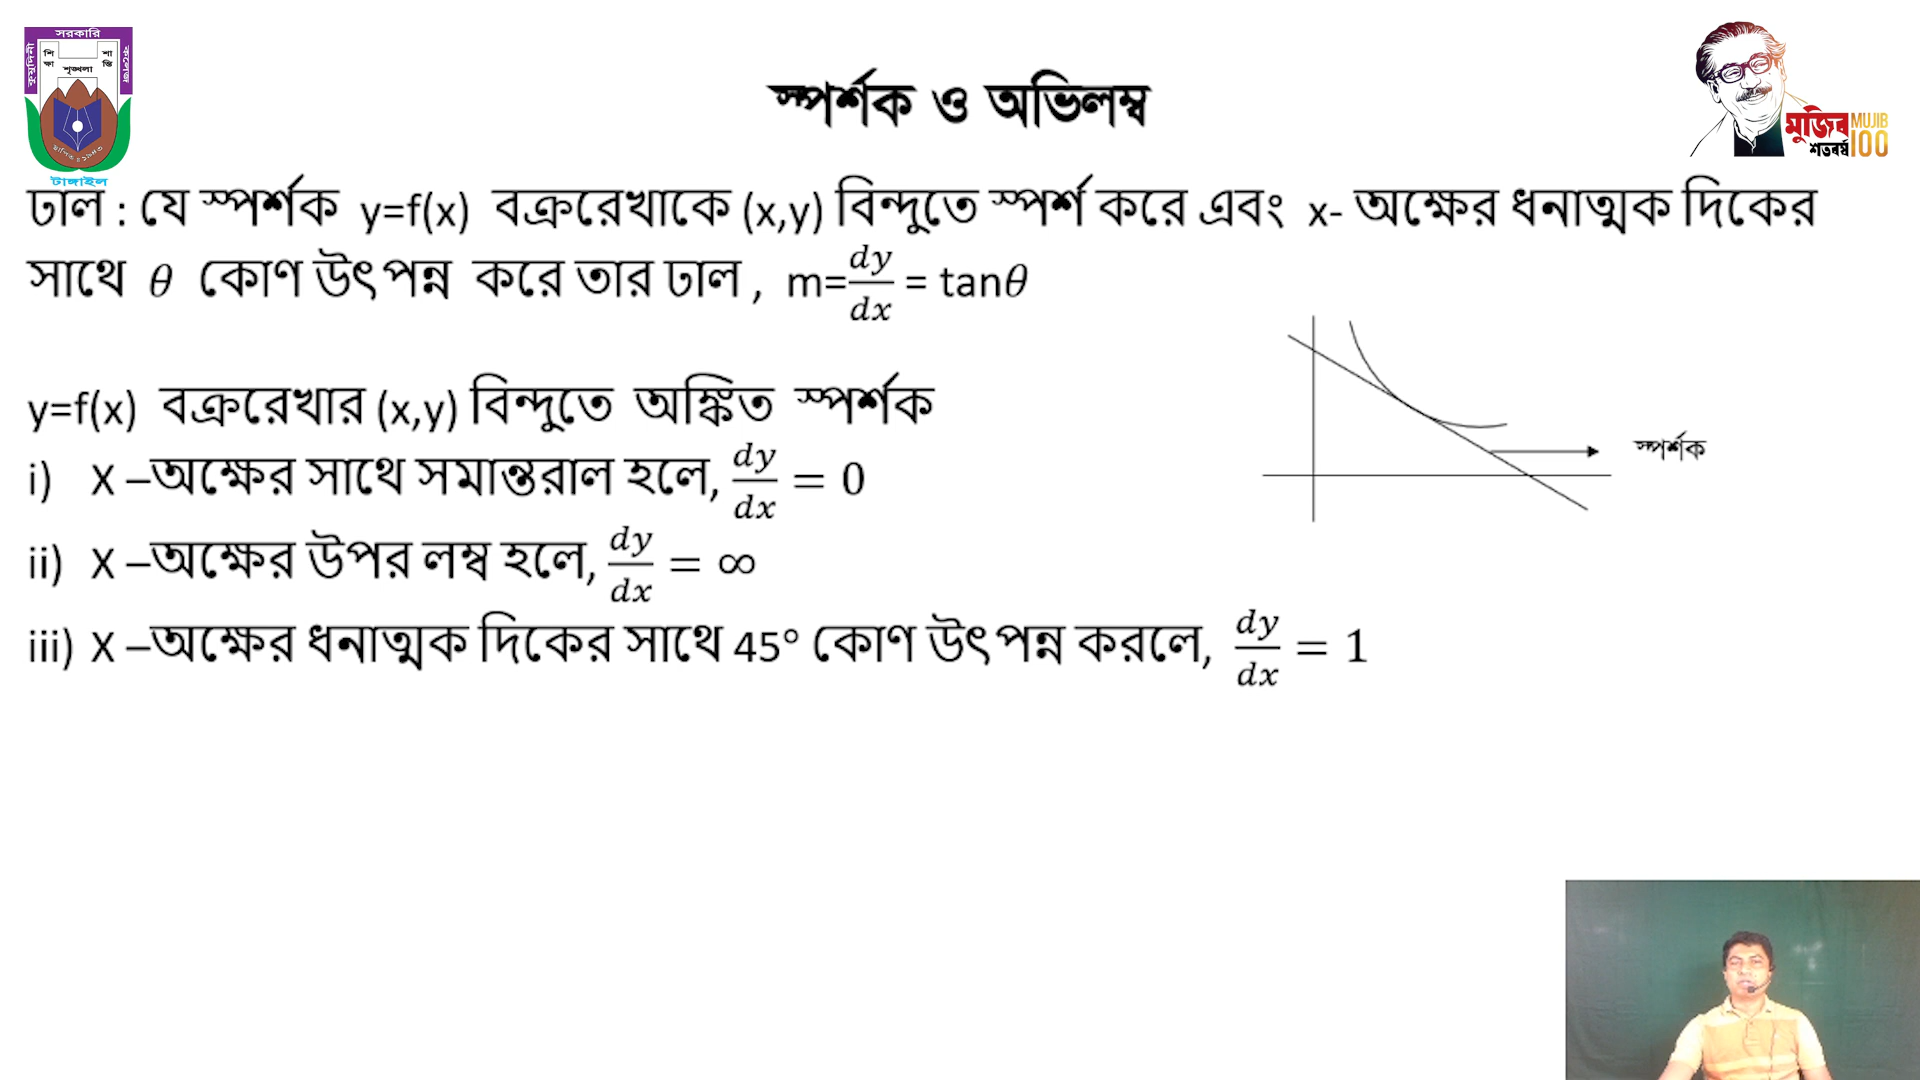 সরকারি
কুমুদিনী
কলেজ
শিক্ষা
শান্তি
শৃঙ্খলা
স্থাপিত ১৯৪৩
টাঙ্গাইল
স্পর্শক ও অভিলম্ব
মুজিব
শতবর্ষ
MUJIB
100
ঢাল : যে স্পর্শক y=f(x) বক্ররেখাকে (x,y) বিন্দুতে স্পর্শ করে এবং x- অক্ষের ধনাত্মক দিকের
সাথে θ কোণ উৎপন্ন করে তার ঢাল , m=dy/dx = tanθ
y=f(x) বক্ররেখার (x,y) বিন্দুতে অঙ্কিত স্পর্শক
i) X –অক্ষের সাথে সমান্তরাল হলে, dy/dx = 0
ii) X –অক্ষের উপর লম্ব হলে, dy/dx = ∞
iii) X –অক্ষের ধনাত্মক দিকের সাথে 45° কোণ উৎপন্ন করলে, dy/dx = 1
স্পর্শক